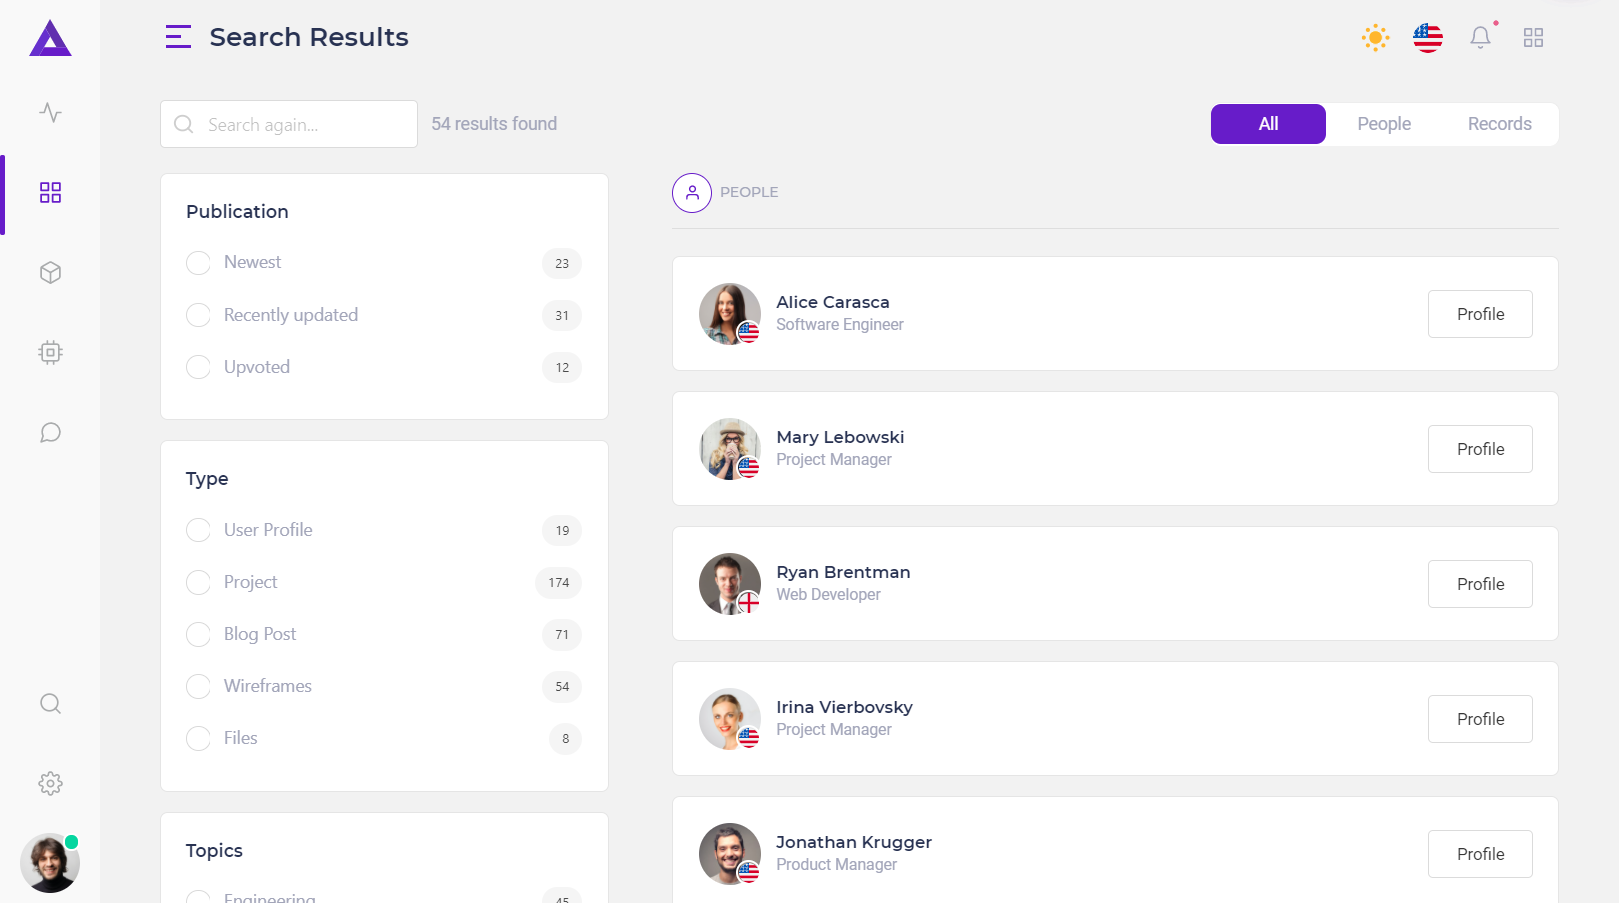 Search Results
Search again...
54 results found
All
People
Records
Publication
Newest
23
Recently updated
31
Upvoted
12
Type
User Profile
19
Project
174
Blog Post
71
Wireframes
54
Files
8
Topics
Engineering
45
PEOPLE
Alice Carasca
Software Engineer
Profile
Mary Lebowski
Project Manager
Profile
Ryan Brentman
Web Developer
Profile
Irina Vierbovsky
Project Manager
Profile
Jonathan Krugger
Product Manager
Profile